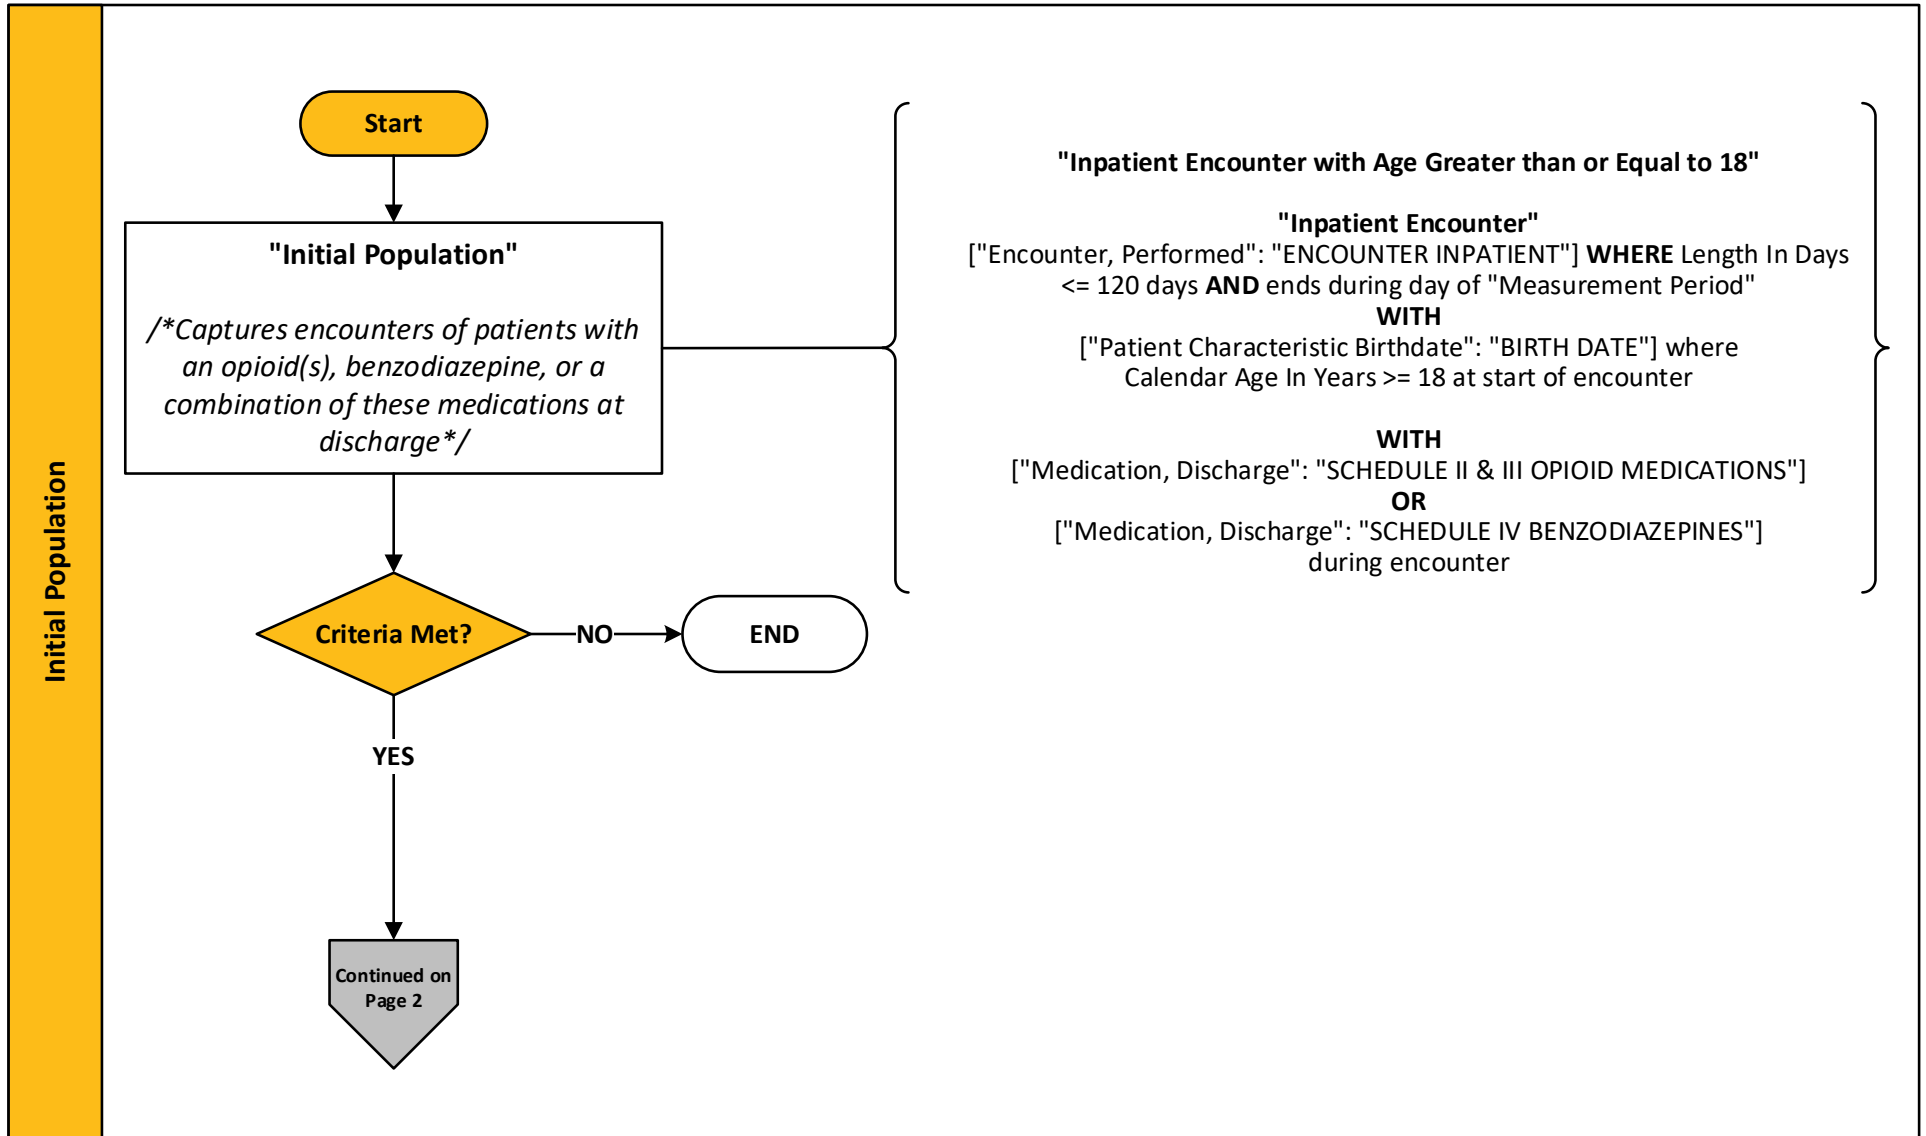 Initial Population
Start
"Initial Population"
/*Captures encounters of patients with
an opioid(s), benzodiazepine, or a
combination of these medications at
discharge*/
Criteria Met?
NO
END
YES
Continued on
Page 2
"Inpatient Encounter with Age Greater than or Equal to 18"
"Inpatient Encounter"
["Encounter, Performed": "ENCOUNTER INPATIENT"] WHERE Length In Days
<= 120 days AND ends during day of "Measurement Period"
WITH
["Patient Characteristic Birthdate": "BIRTH DATE"] where
Calendar Age In Years >= 18 at start of encounter
WITH
["Medication, Discharge": "SCHEDULE II & III OPIOID MEDICATIONS"]
OR
["Medication, Discharge": "SCHEDULE IV BENZODIAZEPINES"]
during encounter